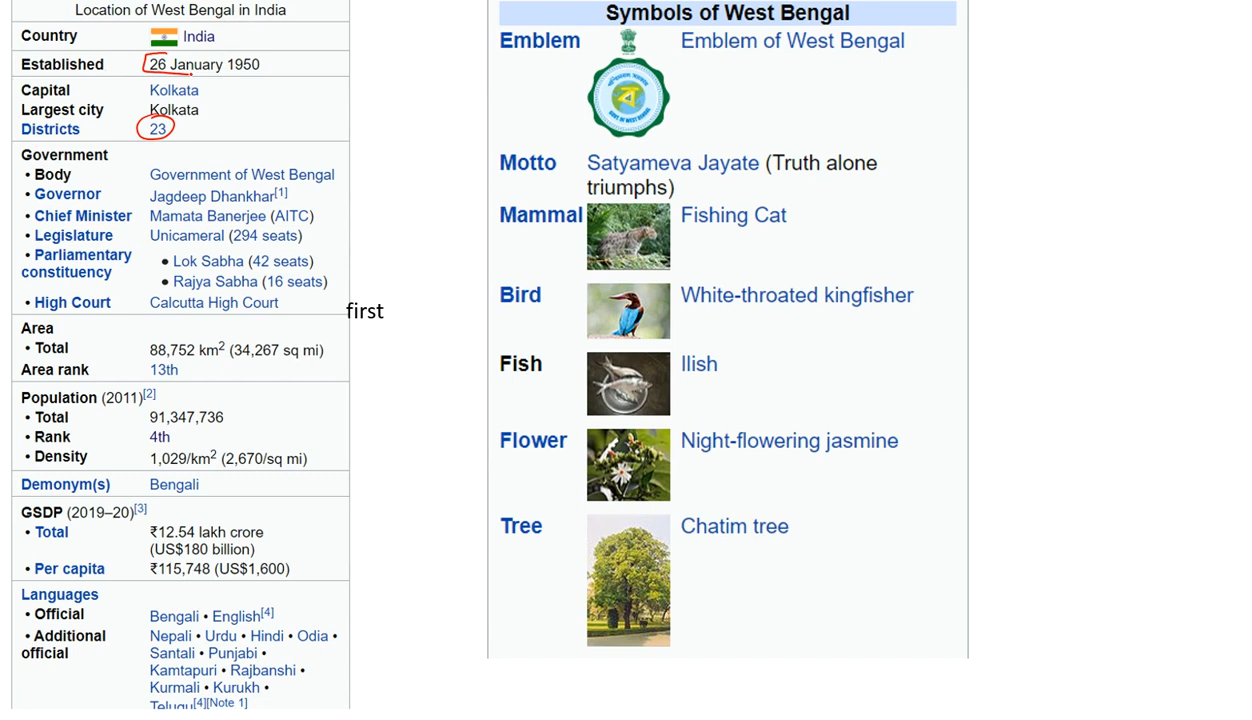 Location of West Bengal in India
Country India
Established 26 January 1950
Capital Kolkata
Largest city Kolkata
Districts 23
Government
• Body Government of West Bengal
• Governor Jagdeep Dhankhar[1]
• Chief Minister Mamata Banerjee (AITC)
• Legislature Unicameral (294 seats)
• Parliamentary
constituency
• Lok Sabha (42 seats)
• Rajya Sabha (16 seats)
• High Court Calcutta High Court
Area
• Total 88,752 km2 (34,267 sq mi)
Area rank 13th
Population (2011)[2]
• Total 91,347,736
• Rank 4th
• Density 1,029/km2 (2,670/sq mi)
Demonym(s) Bengali
GSDP (2019–20)[3]
• Total ₹12.54 lakh crore
(US$180 billion)
• Per capita ₹115,748 (US$1,600)
Languages
• Official Bengali • English[4]
• Additional
official
Nepali • Urdu • Hindi • Odia •
Santali • Punjabi •
Kamtapuri • Rajbanshi •
Kurmali • Kurukh •
Telugu[4][Note 1]
first
Symbols of West Bengal
Emblem Emblem of West Bengal
ব
GOVT. OF WEST BENGAL
Motto Satyameva Jayate (Truth alone
triumphs)
Mammal Fishing Cat
Bird White-throated kingfisher
Fish Ilish
Flower Night-flowering jasmine
Tree Chatim tree